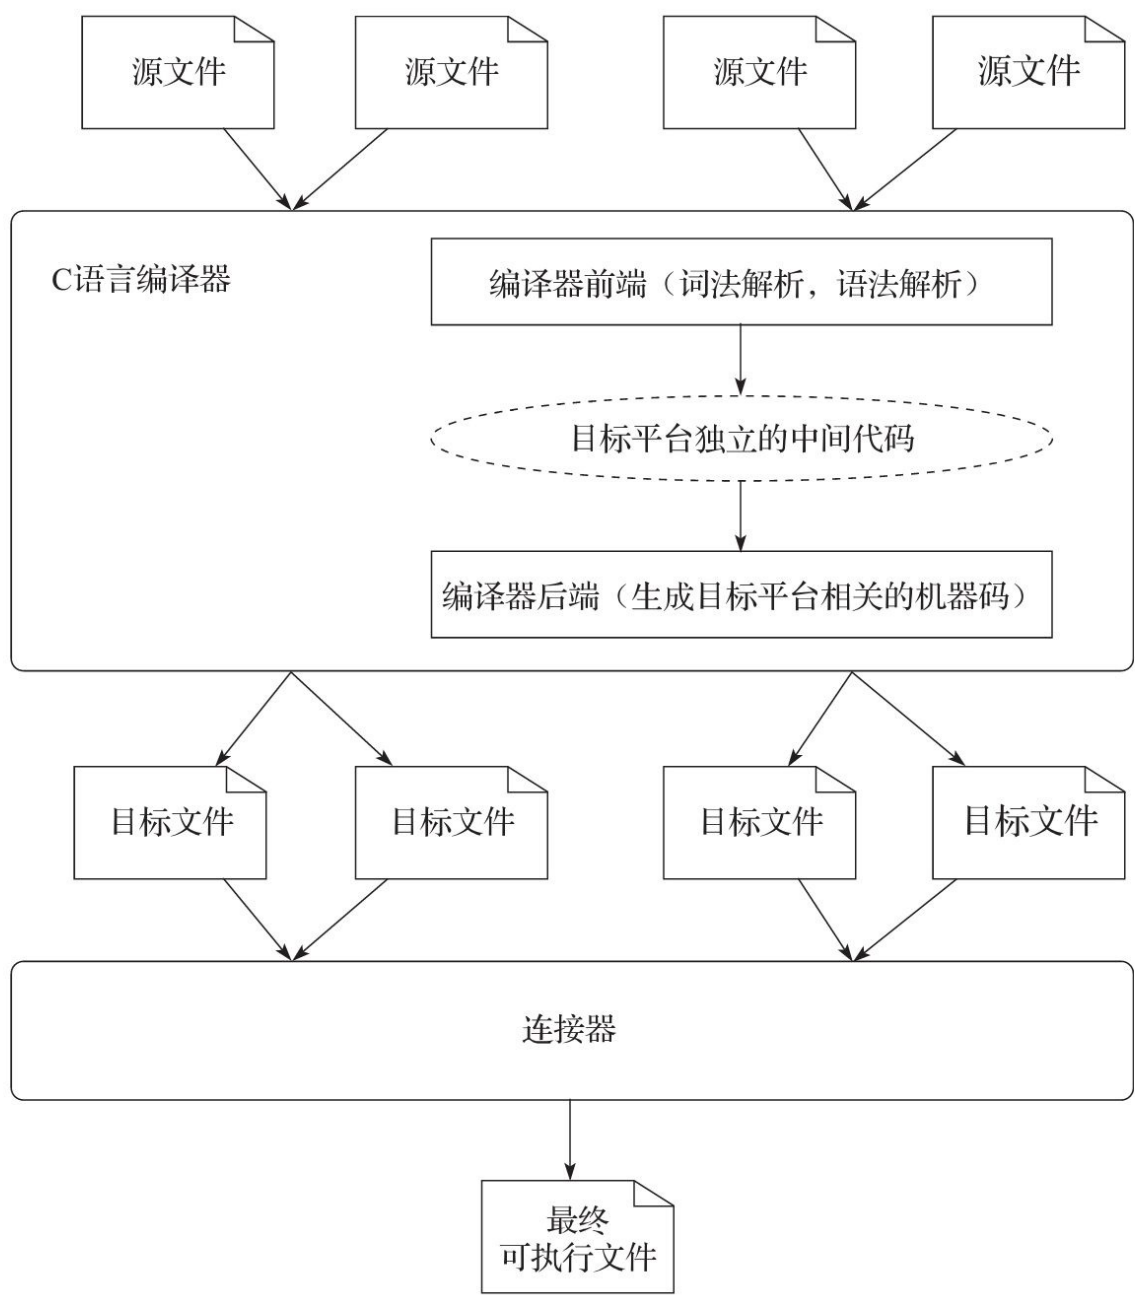 源文件
源文件
源文件
源文件
C语言编译器
编译器前端（词法解析，语法解析）
目标平台独立的中间代码
编译器后端（生成目标平台相关的机器码）
目标文件
目标文件
目标文件
目标文件
连接器
最终
可执行文件